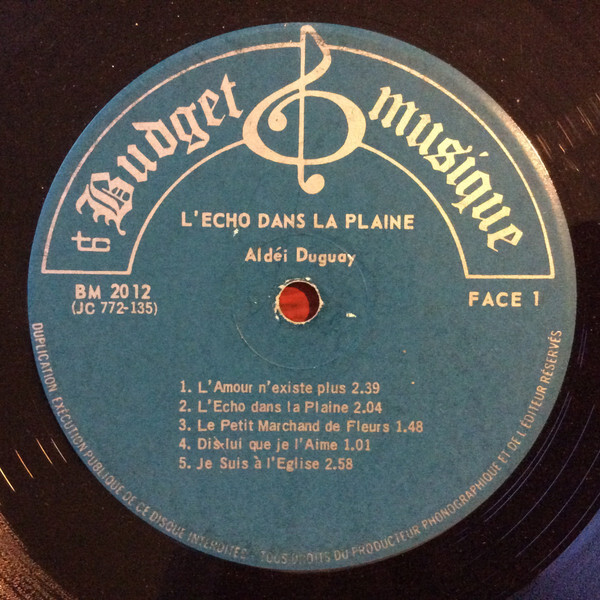 Budget musique
L'ECHO DANS LA PLAINE
Aldéi Duguay
BM 2012
(JC 772-135)
FACE 1
1. L'Amour n'existe plus 2.39
2. L'Echo dans la Plaine 2.04
3. Le Petit Marchand de Fleurs 1.48
4. Dis-lui que je l'Aime 1.01
5. Je Suis à l'Eglise 2.58
DUPLICATION EXÉCUTION PUBLIQUE DE CE DISQUE INTERDITES - TOUS DROITS DU PRODUCTEUR PHONOGRAPHIQUE ET DE L'ÉDITEUR RÉSERVÉS